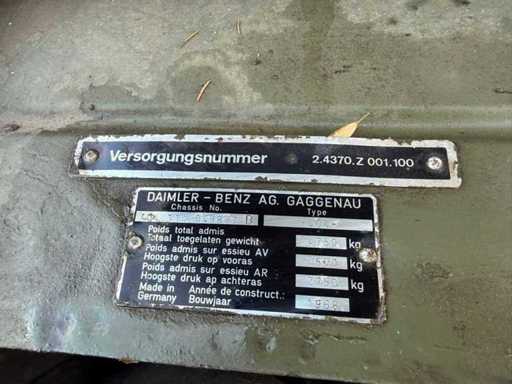 Versorgungsnummer 2.4370.Z 001.100
DAIMLER - BENZ AG. GAGGENAU
Chassis No. Type
Poids total admis
Totaal toegelaten gewicht kg
Poids admis sur essieu AV
Hoogste druk op vooras kg
Poids admis sur essieu AR
Hoogste druk op achteras kg
Made in Année de construct.:
Germany Bouwjaar